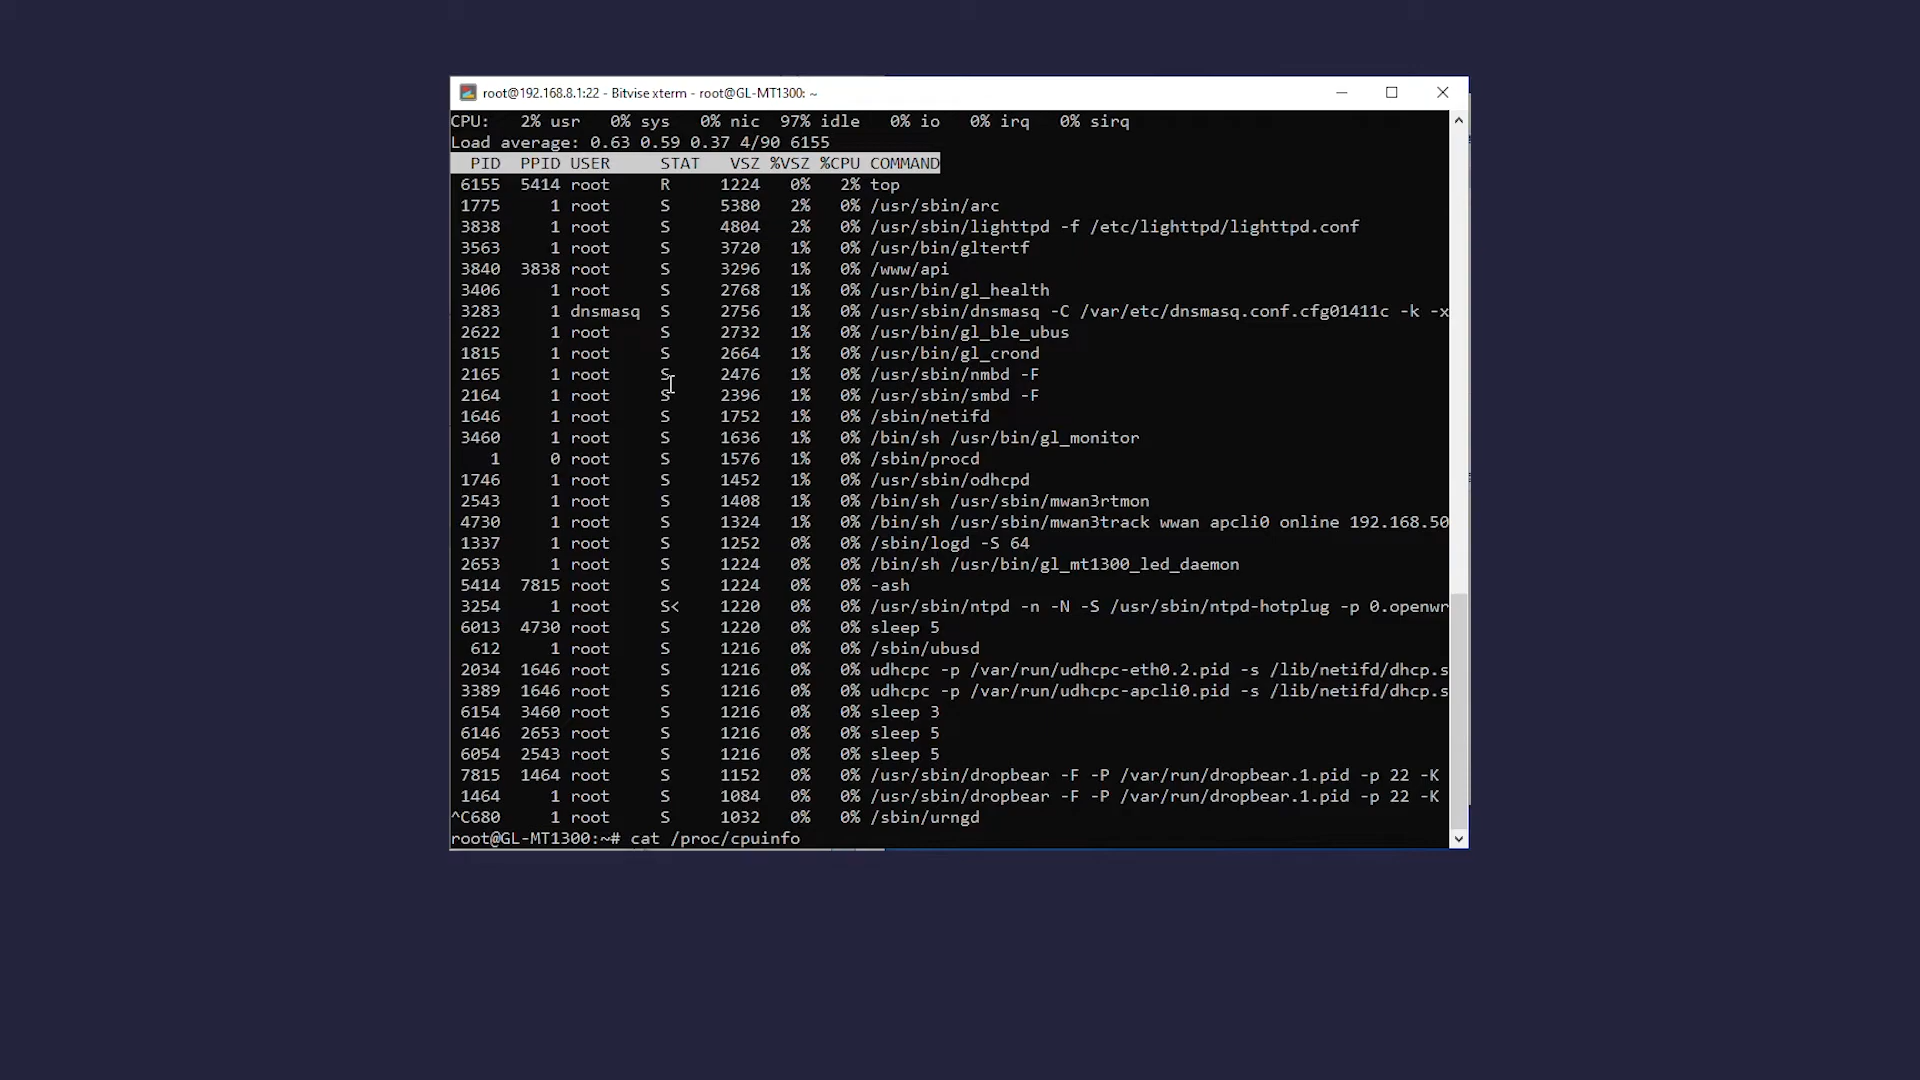 root@192.168.8.1:22 - Bitvise xterm - root@GL-MT1300: ~
CPU:   2% usr   0% sys   0% nic  97% idle   0% io   0% irq   0% sirq
Load average: 0.63 0.59 0.37 4/90 6155
  PID  PPID USER     STAT   VSZ %VSZ %CPU COMMAND
 6155  5414 root     R     1224   0%   2% top
 1775     1 root     S     5380   2%   0% /usr/sbin/arc
 3838     1 root     S     4804   2%   0% /usr/sbin/lighttpd -f /etc/lighttpd/lighttpd.conf
 3563     1 root     S     3720   1%   0% /usr/bin/gltertf
 3840  3838 root     S     3296   1%   0% /www/api
 3406     1 root     S     2768   1%   0% /usr/bin/gl_health
 3283     1 dnsmasq  S     2756   1%   0% /usr/sbin/dnsmasq -C /var/etc/dnsmasq.conf.cfg01411c -k -x
 2622     1 root     S     2732   1%   0% /usr/bin/gl_ble_ubus
 1815     1 root     S     2664   1%   0% /usr/bin/gl_crond
 2165     1 root     S     2476   1%   0% /usr/sbin/nmbd -F
 2164     1 root     S     2396   1%   0% /usr/sbin/smbd -F
 1646     1 root     S     1752   1%   0% /sbin/netifd
 3460     1 root     S     1636   1%   0% /bin/sh /usr/bin/gl_monitor
    1     0 root     S     1576   1%   0% /sbin/procd
 1746     1 root     S     1452   1%   0% /usr/sbin/odhcpd
 2543     1 root     S     1408   1%   0% /bin/sh /usr/sbin/mwan3rtmon
 4730     1 root     S     1324   1%   0% /bin/sh /usr/sbin/mwan3track wwan apcli0 online 192.168.50
 1337     1 root     S     1252   0%   0% /sbin/logd -S 64
 2653     1 root     S     1224   0%   0% /bin/sh /usr/bin/gl_mt1300_led_daemon
 5414  7815 root     S     1224   0%   0% -ash
 3254     1 root     S<    1220   0%   0% /usr/sbin/ntpd -n -N -S /usr/sbin/ntpd-hotplug -p 0.openwr
 6013  4730 root     S     1220   0%   0% sleep 5
  612     1 root     S     1216   0%   0% /sbin/ubusd
 2034  1646 root     S     1216   0%   0% udhcpc -p /var/run/udhcpc-eth0.2.pid -s /lib/netifd/dhcp.s
 3389  1646 root     S     1216   0%   0% udhcpc -p /var/run/udhcpc-apcli0.pid -s /lib/netifd/dhcp.s
 6154  3460 root     S     1216   0%   0% sleep 3
 6146  2653 root     S     1216   0%   0% sleep 5
 6054  2543 root     S     1216   0%   0% sleep 5
 7815  1464 root     S     1152   0%   0% /usr/sbin/dropbear -F -P /var/run/dropbear.1.pid -p 22 -K
 1464     1 root     S     1084   0%   0% /usr/sbin/dropbear -F -P /var/run/dropbear.1.pid -p 22 -K
^C680     1 root     S     1032   0%   0% /sbin/urngd
root@GL-MT1300:~# cat /proc/cpuinfo